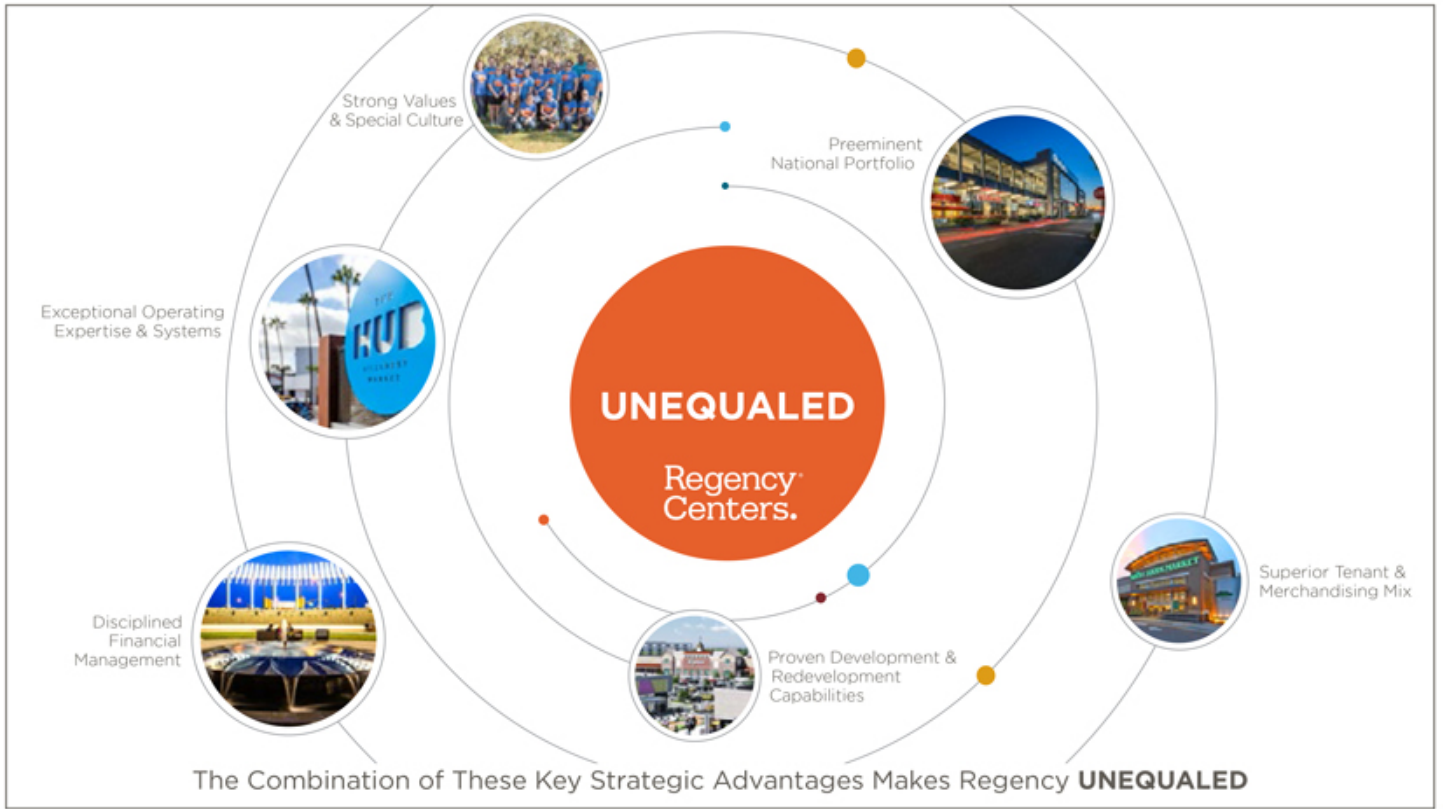 Strong Values
& Special Culture
Preeminent
National Portfolio
Exceptional Operating
Expertise & Systems
HUB
MARKET
UNEQUALED
Regency
Centers.
Disciplined
Financial
Management
Proven Development &
Redevelopment
Capabilities
Superior Tenant &
Merchandising Mix
The Combination of These Key Strategic Advantages Makes Regency UNEQUALED